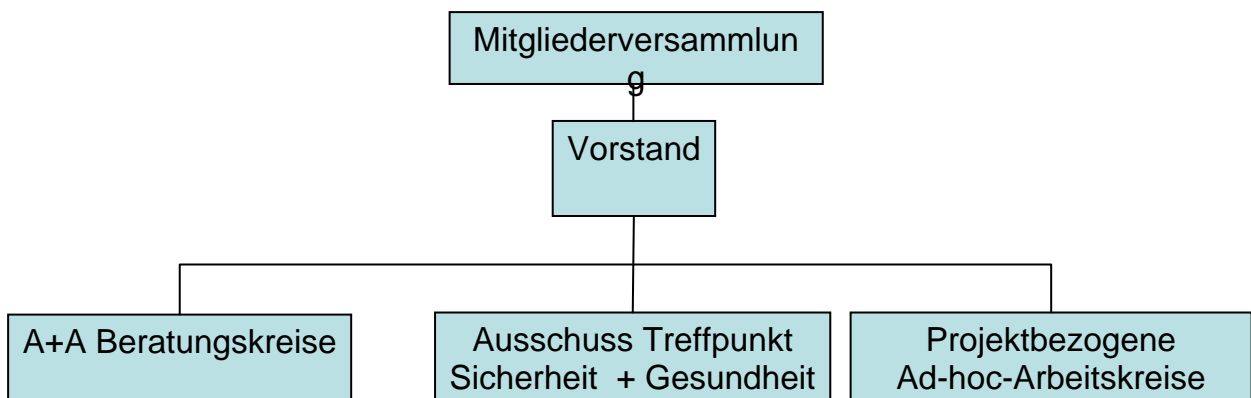 Mitgliederversammlun
g
Vorstand
A+A Beratungskreise
Ausschuss Treffpunkt
Sicherheit + Gesundheit
Projektbezogene
Ad-hoc-Arbeitskreise